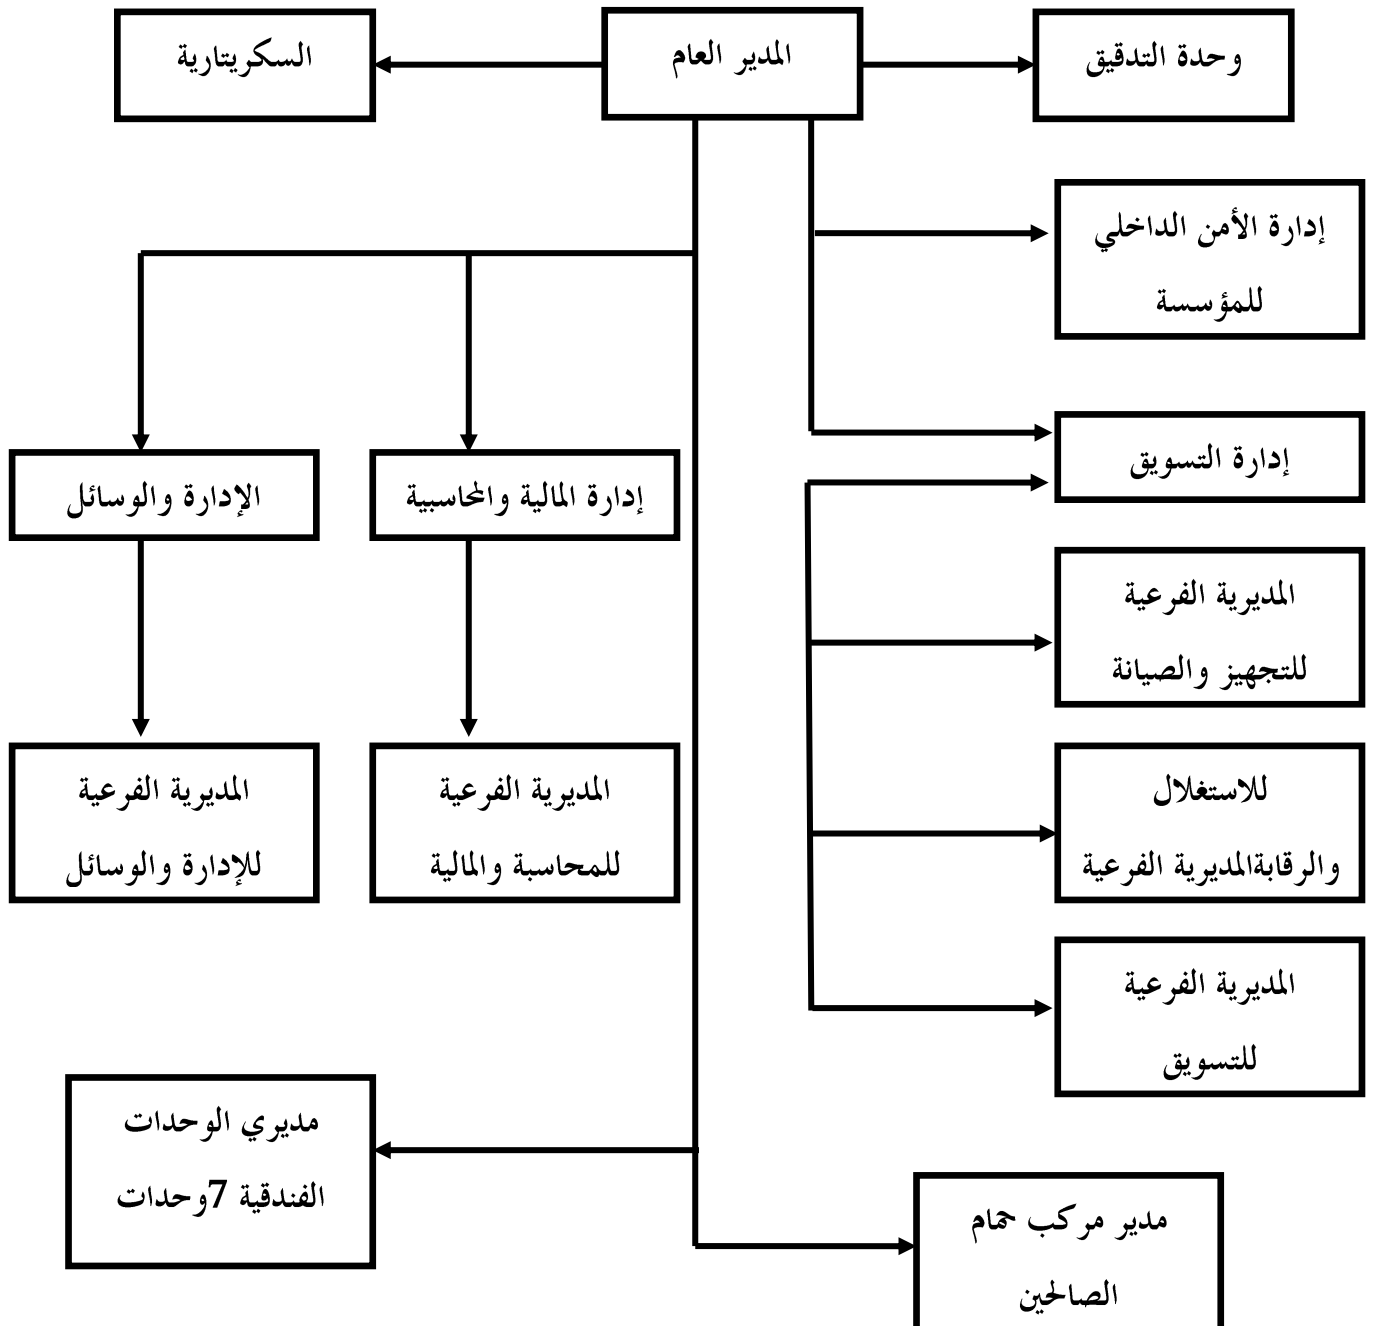 وحدة التدقيق
المدير العام
السكريتارية
إدارة الأمن الداخلي
للمؤسسة
إدارة التسويق
إدارة المالية والمحاسبية
الإدارة والوسائل
المديرية الفرعية
للتجهيز والصيانة
للاستغلال
والرقابةالمديرية الفرعية
المديرية الفرعية
للمحاسبة والمالية
المديرية الفرعية
للإدارة والوسائل
المديرية الفرعية
للتسويق
مديري الوحدات
الفندقية 7وحدات
مدير مركب حمام
الصالحين